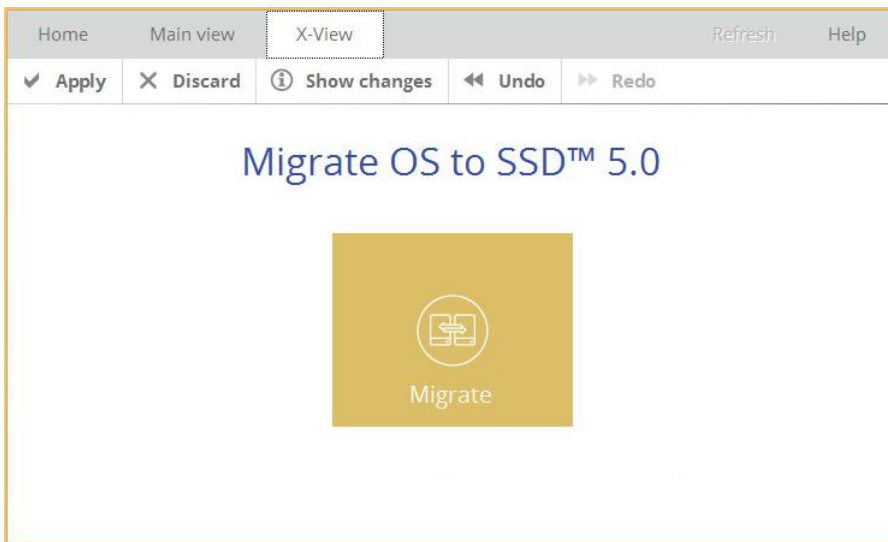 Home Main view X-View Refresh Help
Apply Discard Show changes Undo Redo
Migrate OS to SSD™ 5.0
Migrate